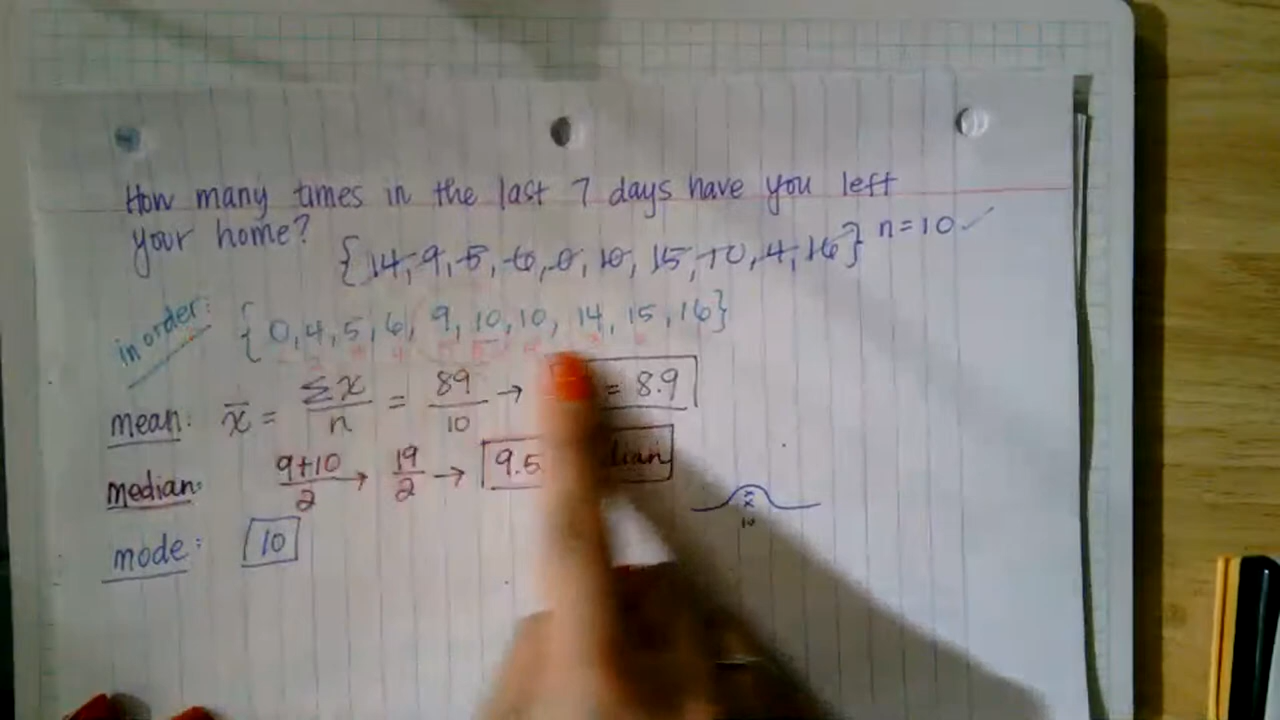 How many times in the last 7 days have you left
your home?
{14, 9, 5, 6, 0, 10, 15, 10, 4, 16} n=10 ✓
in order: {0,4,5,6, 9,10,10, 14, 15, 16}
mean: x̄ = Σx/n = 89/10 → = 8.9
median: 9+10/2 → 19/2 → 9.5
mode: 10
x
x
10